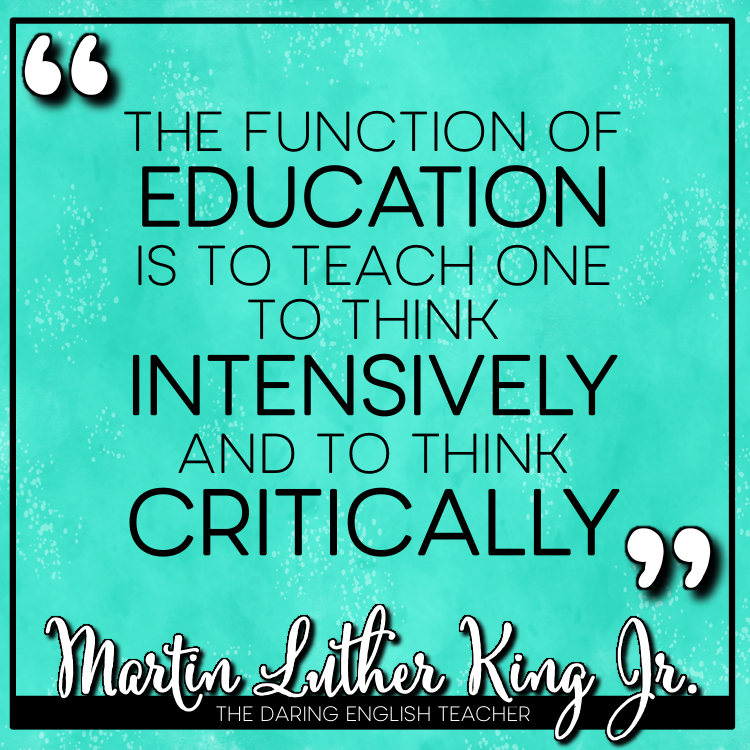 “
THE FUNCTION OF
EDUCATION
IS TO TEACH ONE
TO THINK
INTENSIVELY
AND TO THINK
CRITICALLY
”
Martin Luther King Jr.
THE DARING ENGLISH TEACHER